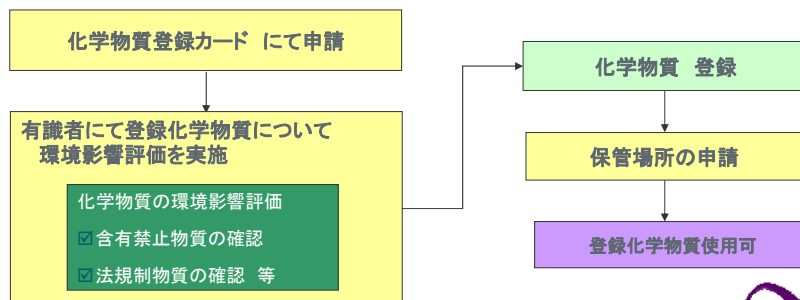 化学物質登録カード にて申請
有識者にて登録化学物質について
環境影響評価を実施
化学物質の環境影響評価
☑含有禁止物質の確認
☑法規制物質の確認 等
化学物質 登録
保管場所の申請
登録化学物質使用可